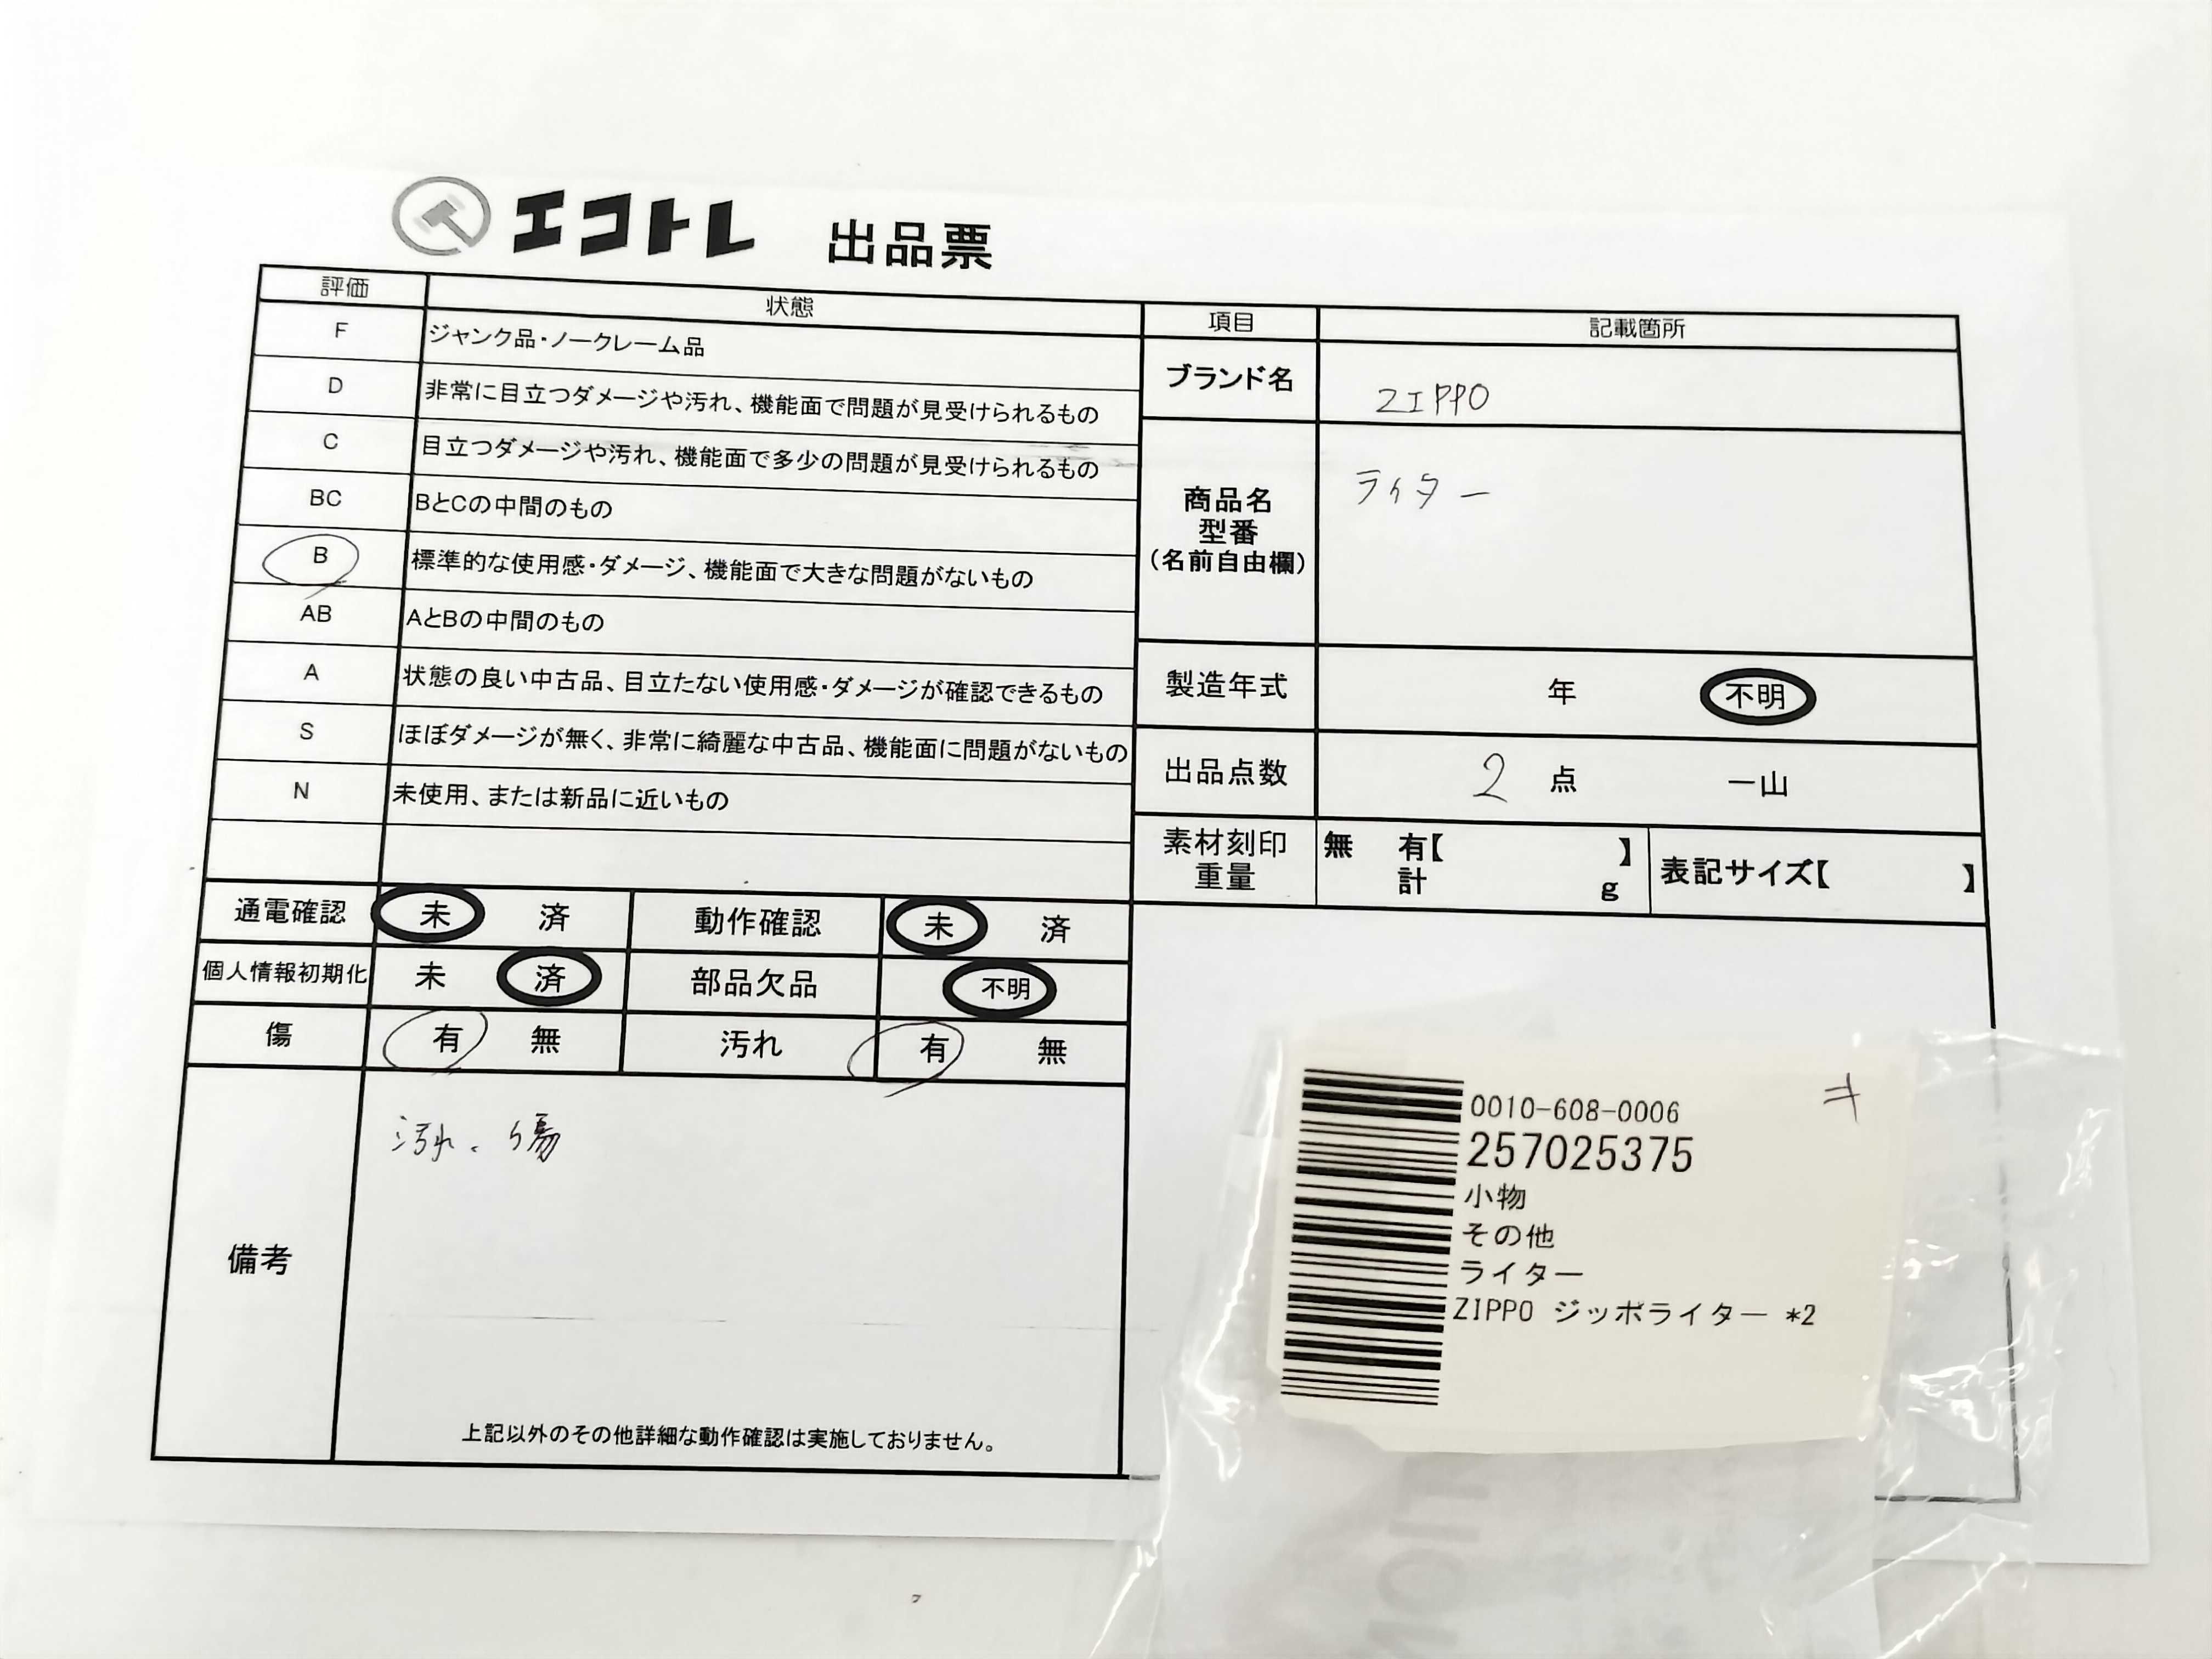 エコトレ 出品票
評価 状態
F ジャンク品・ノークレーム品
D 非常に目立つダメージや汚れ、機能面で問題が見受けられるもの
C 目立つダメージや汚れ、機能面で多少の問題が見受けられるもの
BC BとCの中間のもの
B 標準的な使用感・ダメージ、機能面で大きな問題がないもの
AB AとBの中間のもの
A 状態の良い中古品、目立たない使用感・ダメージが確認できるもの
S ほぼダメージが無く、非常に綺麗な中古品、機能面に問題がないもの
N 未使用、または新品に近いもの
通電確認 未 済 動作確認 未 済
個人情報初期化 未 済 部品欠品 不明
傷 有 無 汚れ 有 無
備考
汚れ、傷
上記以外のその他詳細な動作確認は実施しておりません。
項目 記載箇所
ブランド名 ZIPPO
商品名
型番
(名前自由欄)
ライター
製造年式 年 不明
出品点数 2 点 一山
素材刻印
重量
無 有【 】
計 g
表記サイズ【 】
0010-608-0006
257025375
小物
その他
ライター
ZIPPO ジッポライター *2